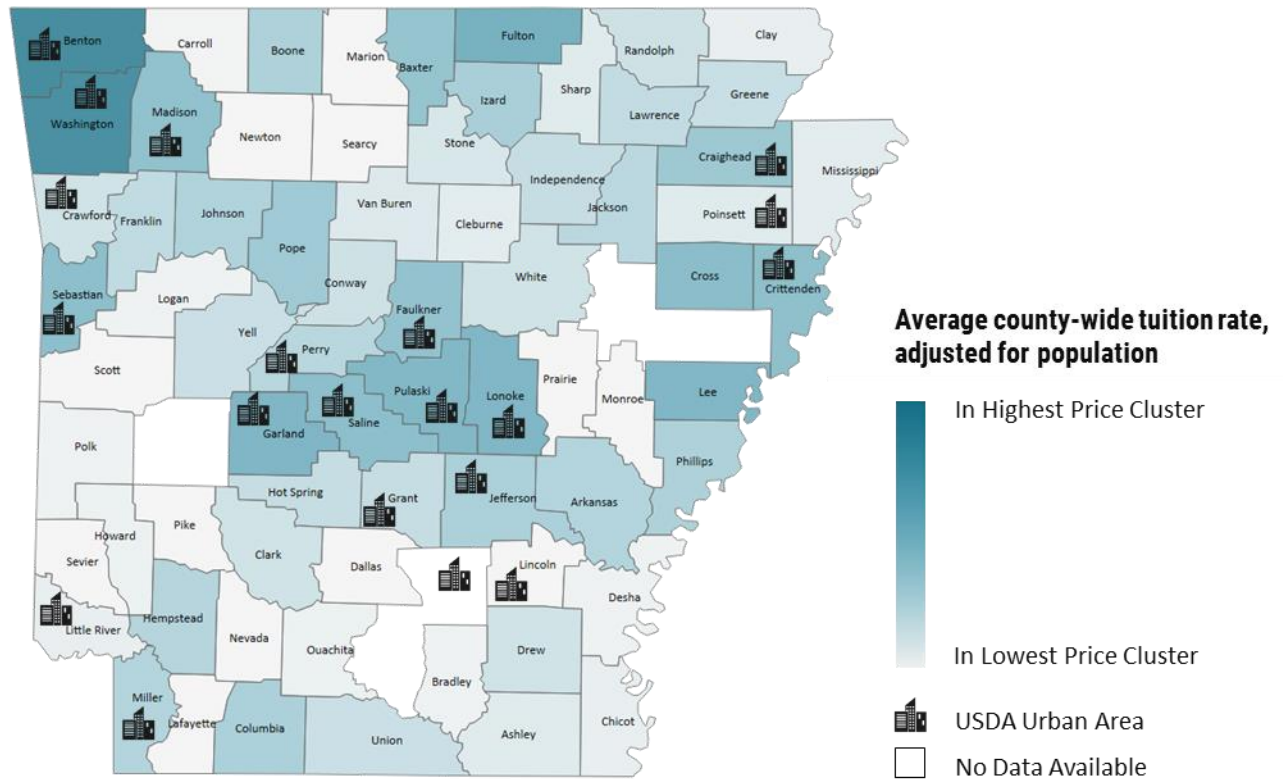 Benton
Carroll
Boone
Marion
Baxter
Fulton
Randolph
Clay
Sharp
Izard
Greene
Lawrence
Washington
Madison
Newton
Searcy
Stone
Craighead
Mississippi
Independence
Jackson
Crawford
Franklin
Johnson
Van Buren
Cleburne
Poinsett
Pope
Conway
White
Cross
Crittenden
Sebastian
Logan
Faulkner
Yell
Perry
Scott
Prairie
Monroe
Lee
Pulaski
Lonoke
Saline
Garland
Polk
Phillips
Hot Spring
Grant
Jefferson
Arkansas
Pike
Howard
Clark
Sevier
Dallas
Lincoln
Desha
Little River
Hempstead
Nevada
Ouachita
Drew
Bradley
Miller
Lafayette
Columbia
Union
Ashley
Chicot
Average county-wide tuition rate,
adjusted for population
In Highest Price Cluster
In Lowest Price Cluster
USDA Urban Area
No Data Available